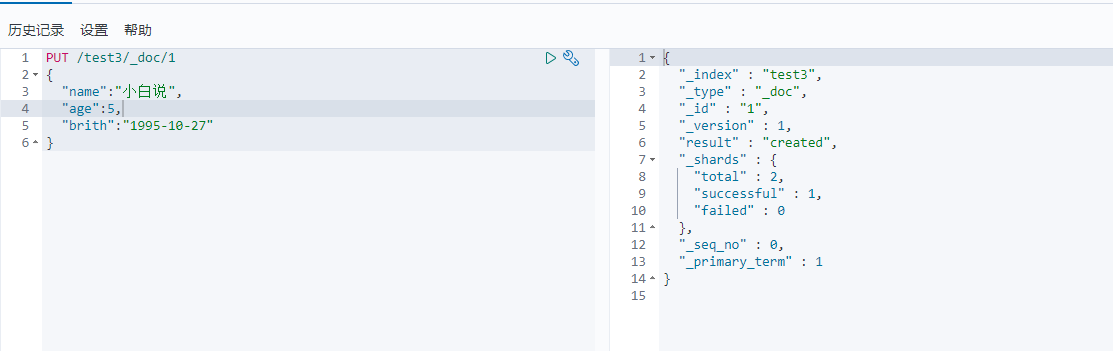 历史记录 设置 帮助
1 PUT /test3/_doc/1
2 {
3 "name":"小白说",
4 "age":5,
5 "brith":"1995-10-27"
6 }
1 {
2 "_index" : "test3",
3 "_type" : "_doc",
4 "_id" : "1",
5 "_version" : 1,
6 "result" : "created",
7 "_shards" : {
8 "total" : 2,
9 "successful" : 1,
10 "failed" : 0
11 },
12 "_seq_no" : 0,
13 "_primary_term" : 1
14 }
15